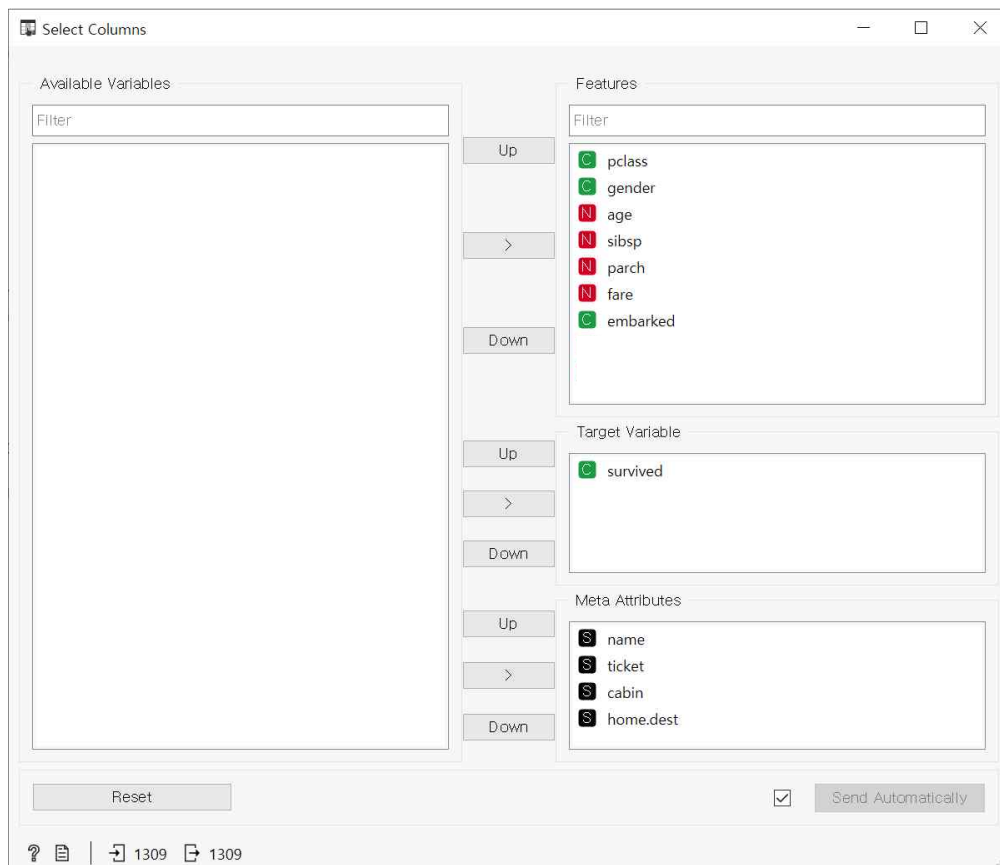 Select Columns
Available Variables
Filter
Up
>
Down
Up
>
Down
Up
>
Down
Features
Filter
C pclass
C gender
N age
N sibsp
N parch
N fare
C embarked
Target Variable
C survived
Meta Attributes
S name
S ticket
S cabin
S home.dest
Reset
Send Automatically
? 1309 1309